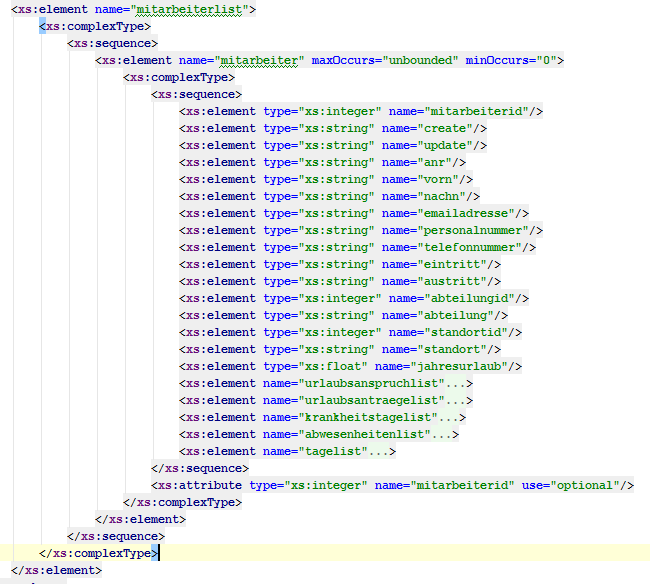 <xs:element name="mitarbeiterlist">
<xs:complexType>
<xs:sequence>
<xs:element name="mitarbeiter" maxOccurs="unbounded" minOccurs="0">
<xs:complexType>
<xs:sequence>
<xs:element type="xs:integer" name="mitarbeiterid"/>
<xs:element type="xs:string" name="create"/>
<xs:element type="xs:string" name="update"/>
<xs:element type="xs:string" name="anr"/>
<xs:element type="xs:string" name="vorn"/>
<xs:element type="xs:string" name="nachn"/>
<xs:element type="xs:string" name="emailadresse"/>
<xs:element type="xs:string" name="personalnummer"/>
<xs:element type="xs:string" name="telefonnummer"/>
<xs:element type="xs:string" name="eintritt"/>
<xs:element type="xs:string" name="austritt"/>
<xs:element type="xs:integer" name="abteilungid"/>
<xs:element type="xs:string" name="abteilung"/>
<xs:element type="xs:integer" name="standortid"/>
<xs:element type="xs:string" name="standort"/>
<xs:element type="xs:float" name="jahresurlaub"/>
<xs:element name="urlaubsanspruchlist"...>
<xs:element name="urlaubsantraegelist"...>
<xs:element name="krankheitstagelist"...>
<xs:element name="abwesenheitenlist"...>
<xs:element name="tagelist"...>
</xs:sequence>
<xs:attribute type="xs:integer" name="mitarbeiterid" use="optional"/>
</xs:complexType>
</xs:element>
</xs:sequence>
</xs:complexType>
</xs:element>